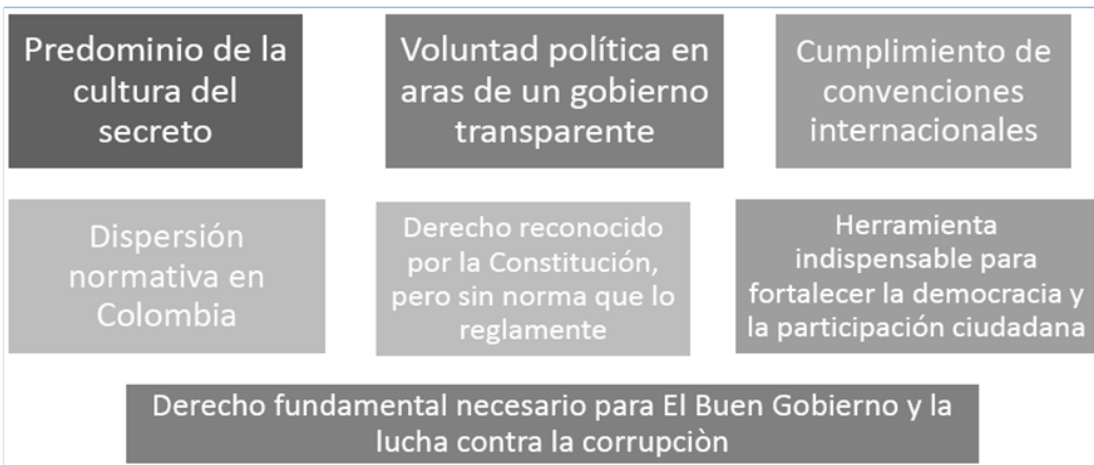 Predominio de la
cultura del
secreto
Voluntad política en
aras de un gobierno
transparente
Cumplimiento de
convenciones
internacionales
Dispersión
normativa en
Colombia
Derecho reconocido
por la Constitución,
pero sin norma que lo
reglamente
Herramienta
indispensable para
fortalecer la democracia y
la participación ciudadana
Derecho fundamental necesario para El Buen Gobierno y la
lucha contra la corrupciòn